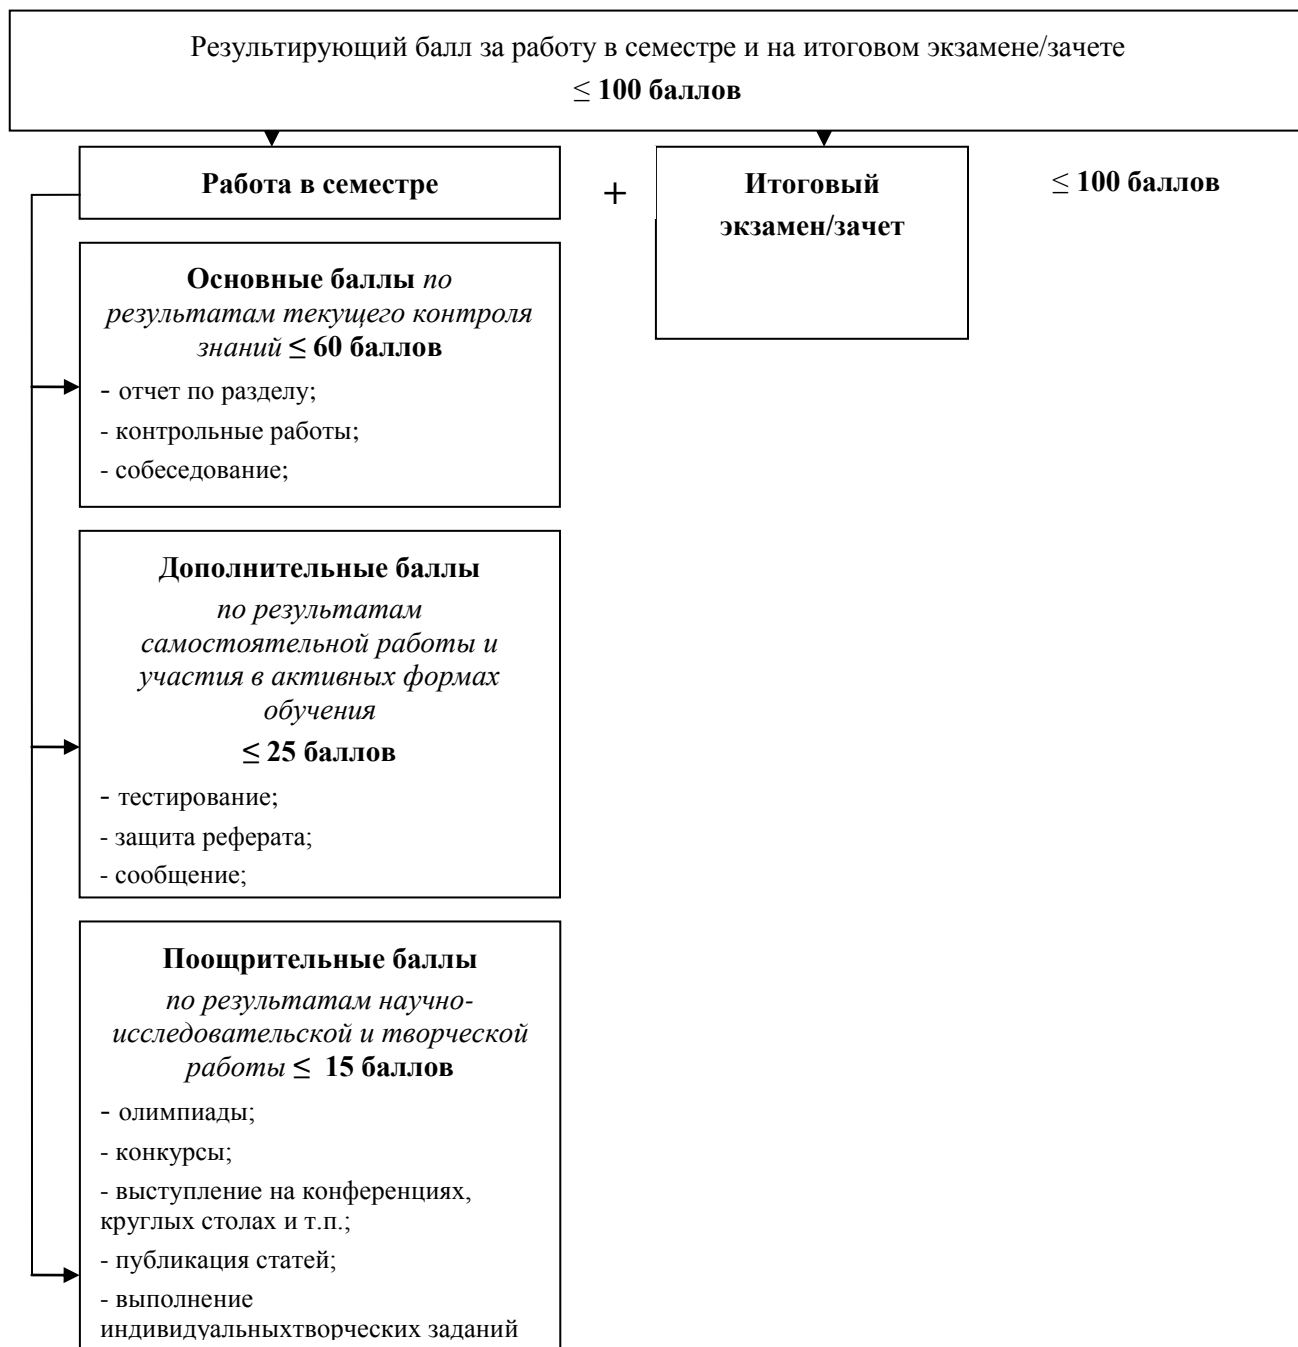 Результирующий балл за работу в семестре и на итоговом экзамене/зачете
≤ 100 баллов
Работа в семестре
+
Итоговый
экзамен/зачет
≤ 100 баллов
Основные баллы по
результатам текущего контроля
знаний ≤ 60 баллов
- отчет по разделу;
- контрольные работы;
- собеседование;
Дополнительные баллы
по результатам
самостоятельной работы и
участия в активных формах
обучения
≤ 25 баллов
- тестирование;
- защита реферата;
- сообщение;
Поощрительные баллы
по результатам научно-
исследовательской и творческой
работы ≤ 15 баллов
- олимпиады;
- конкурсы;
- выступление на конференциях,
круглых столах и т.п.;
- публикация статей;
- выполнение
индивидуальныхтворческих заданий